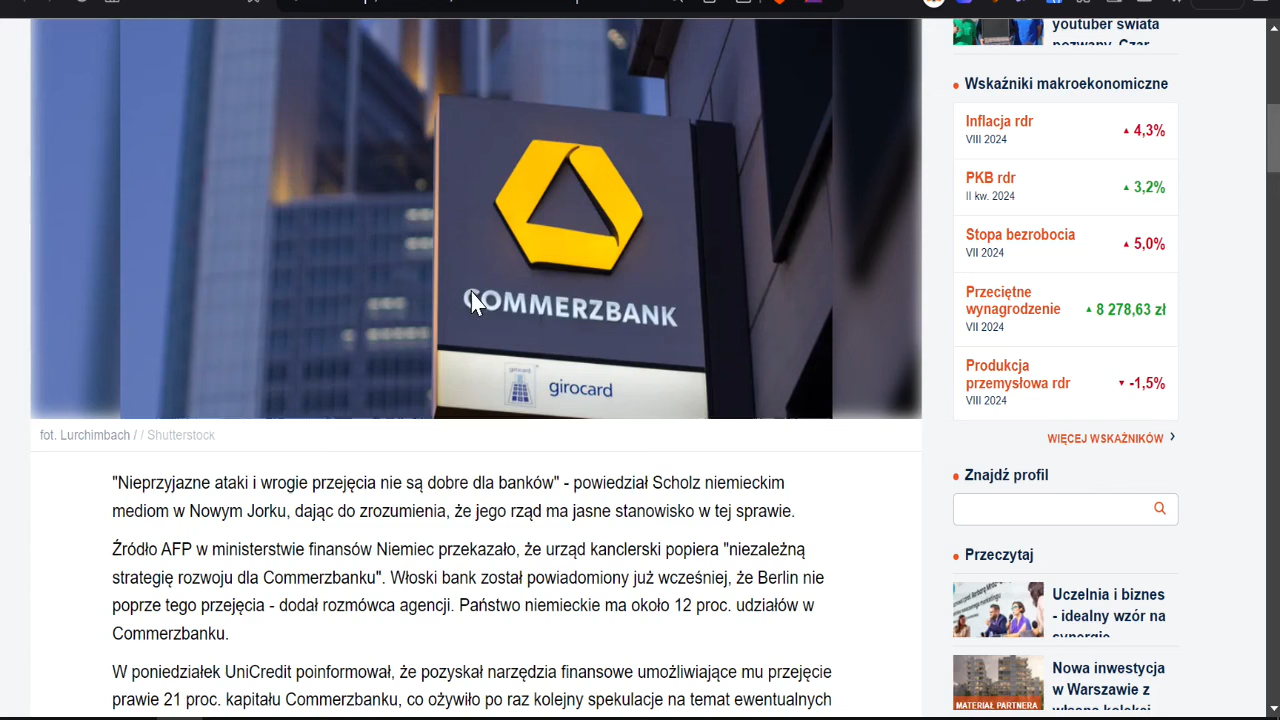 COMMERZBANK
girocard
girocard
fot. Lurchimbach / / Shutterstock
"Nieprzyjazne ataki i wrogie przejęcia nie są dobre dla banków" - powiedział Scholz niemieckim
mediom w Nowym Jorku, dając do zrozumienia, że jego rząd ma jasne stanowisko w tej sprawie.
Źródło AFP w ministerstwie finansów Niemiec przekazało, że urząd kanclerski popiera "niezależną
strategię rozwoju dla Commerzbanku". Włoski bank został powiadomiony już wcześniej, że Berlin nie
poprze tego przejęcia - dodał rozmówca agencji. Państwo niemieckie ma około 12 proc. udziałów w
Commerzbanku.
W poniedziałek UniCredit poinformował, że pozyskał narzędzia finansowe umożliwiające mu przejęcie
prawie 21 proc. kapitału Commerzbanku, co ożywiło po raz kolejny spekulacje na temat ewentualnych
youtuber świata
pozwany. Czar
Wskaźniki makroekonomiczne
Inflacja rdr
VIII 2024
4,3%
PKB rdr
II kw. 2024
3,2%
Stopa bezrobocia
VII 2024
5,0%
Przeciętne
wynagrodzenie
VII 2024
8 278,63 zł
Produkcja
przemysłowa rdr
VIII 2024
-1,5%
WIĘCEJ WSKAŹNIKÓW
Znajdź profil
Przeczytaj
Uczelnia i biznes
- idealny wzór na
synergię
Nowa inwestycja
w Warszawie z
MATERIAŁ PARTNERA
własną kolekcją